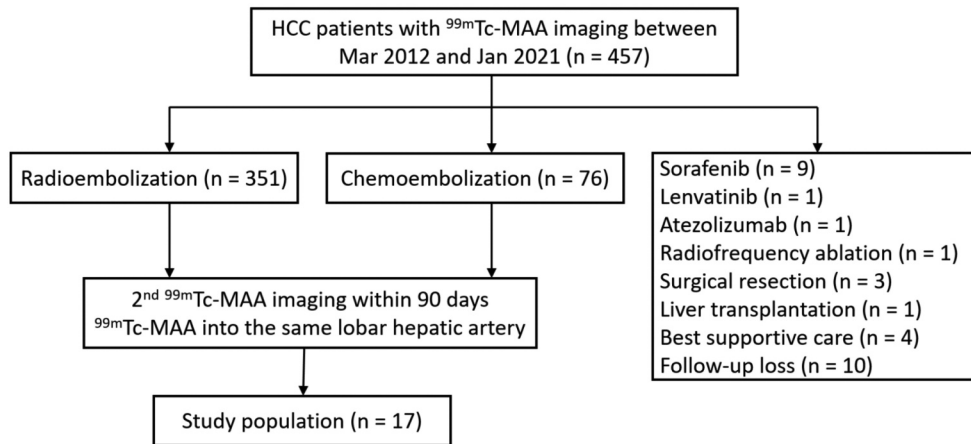 HCC patients with ⁹⁹ᵐTc-MAA imaging between
Mar 2012 and Jan 2021 (n = 457)
Radioembolization (n = 351)
Chemoembolization (n = 76)
Sorafenib (n = 9)
Lenvatinib (n = 1)
Atezolizumab (n = 1)
Radiofrequency ablation (n = 1)
Surgical resection (n = 3)
Liver transplantation (n = 1)
Best supportive care (n = 4)
Follow-up loss (n = 10)
2ⁿᵈ ⁹⁹ᵐTc-MAA imaging within 90 days
⁹⁹ᵐTc-MAA into the same lobar hepatic artery
Study population (n = 17)